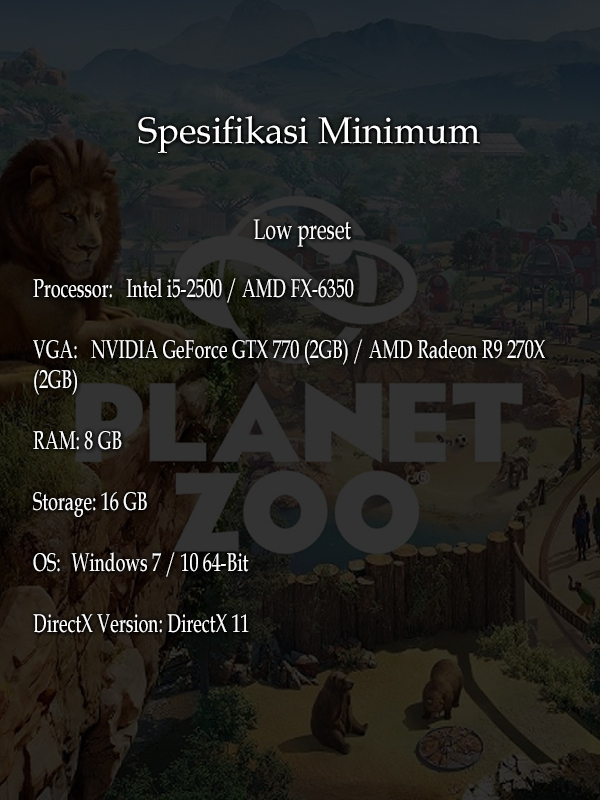 Spesifikasi Minimum
Low preset
Processor: Intel i5-2500 / AMD FX-6350
VGA: NVIDIA GeForce GTX 770 (2GB) / AMD Radeon R9 270X
(2GB)
PLANET
RAM: 8 GB
ZOO
Storage: 16 GB
OS: Windows 7 / 10 64-Bit
DirectX Version: DirectX 11